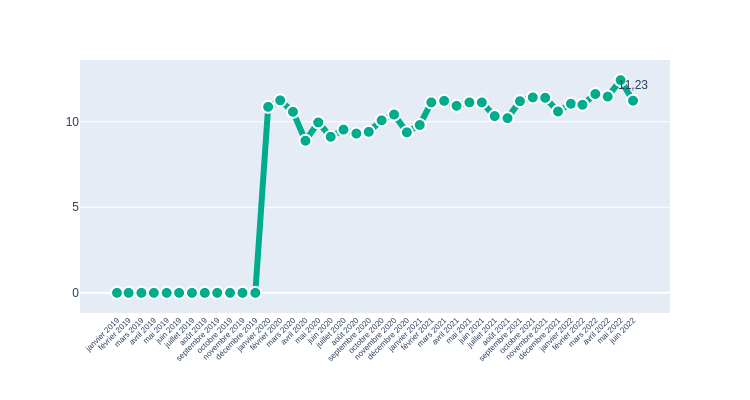 11,23
10
5
0
janvier 2019
février 2019
mars 2019
avril 2019
mai 2019
juin 2019
juillet 2019
août 2019
septembre 2019
octobre 2019
novembre 2019
décembre 2019
janvier 2020
février 2020
mars 2020
avril 2020
mai 2020
juin 2020
juillet 2020
août 2020
septembre 2020
octobre 2020
novembre 2020
décembre 2020
janvier 2021
février 2021
mars 2021
avril 2021
mai 2021
juin 2021
juillet 2021
août 2021
septembre 2021
octobre 2021
novembre 2021
décembre 2021
janvier 2022
février 2022
mars 2022
avril 2022
mai 2022
juin 2022